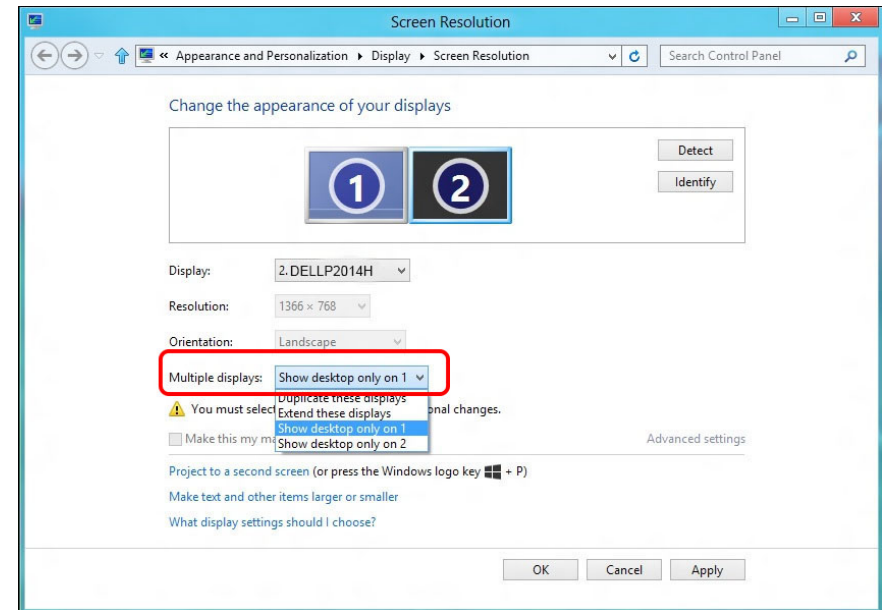 Screen Resolution
« Appearance and Personalization Display Screen Resolution Search Control Panel
Change the appearance of your displays
1 2
Detect
Identify
Display: 2. DELLP2014H
Resolution: 1366 × 768
Orientation: Landscape
Multiple displays: Show desktop only on 1
Duplicate these displays
You must select onal changes.
Extend these displays
Show desktop only on 1
Make this my ma Advanced settings
Show desktop only on 2
Project to a second screen (or press the Windows logo key + P)
Make text and other items larger or smaller
What display settings should I choose?
OK Cancel Apply